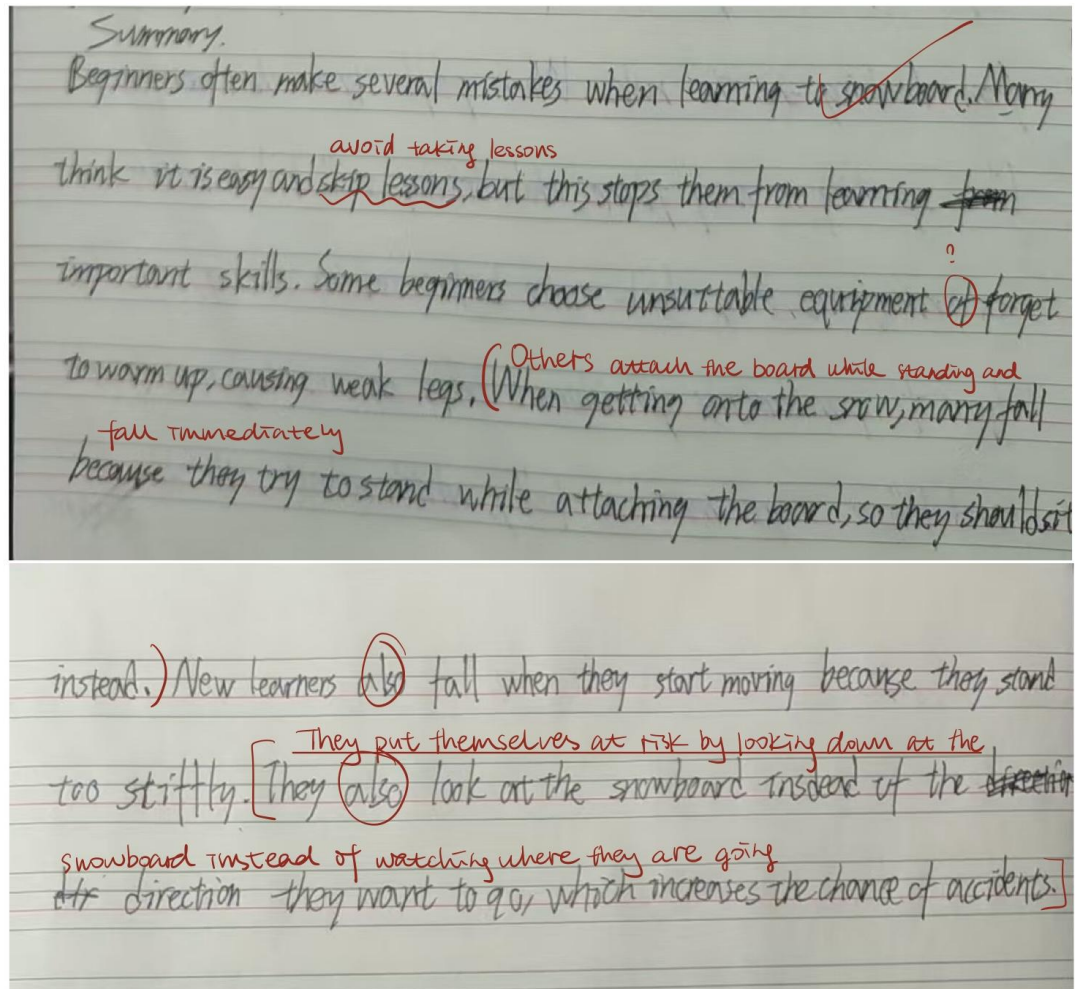 Summary.
Beginners often make several mistakes when learning to snowboard. Many
avoid taking lessons
think it is easy and skip lessons, but this stops them from learning from
?
important skills. Some beginners choose unsuitable equipment of forget
Others attach the board while standing and
to warm up, causing weak legs. (When getting onto the snow, many fall
fall immediately
because they try to stand while attaching the board, so they should sit
instead.) New learners also fall when they start moving because they stand
They put themselves at risk by looking down at the
too stiffly. [They also look at the snowboard insdead of the direction
snowboard instead of watching where they are going
direction they want to go, which increases the chance of accidents.]